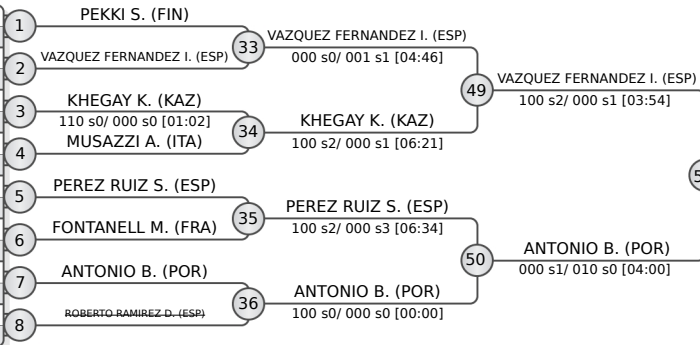 1
PEKKI S. (FIN)
2
VAZQUEZ FERNANDEZ I. (ESP)
33
VAZQUEZ FERNANDEZ I. (ESP)
000 s0/ 001 s1 [04:46]
3
KHEGAY K. (KAZ)
110 s0/ 000 s0 [01:02]
4
MUSAZZI A. (ITA)
34
KHEGAY K. (KAZ)
100 s2/ 000 s1 [06:21]
49
VAZQUEZ FERNANDEZ I. (ESP)
100 s2/ 000 s1 [03:54]
5
PEREZ RUIZ S. (ESP)
6
FONTANELL M. (FRA)
35
PEREZ RUIZ S. (ESP)
100 s2/ 000 s3 [06:34]
7
ANTONIO B. (POR)
8
ROBERTO RAMIREZ D. (ESP)
36
ANTONIO B. (POR)
100 s0/ 000 s0 [00:00]
50
ANTONIO B. (POR)
000 s1/ 010 s0 [04:00]